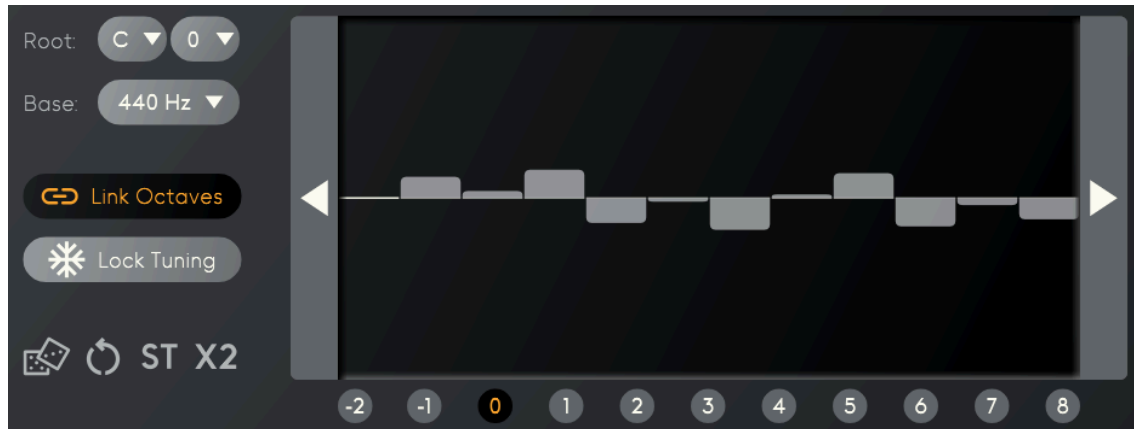 Root: C 0
Base: 440 Hz
Link Octaves
Lock Tuning
ST X2
-2 -1 0 1 2 3 4 5 6 7 8